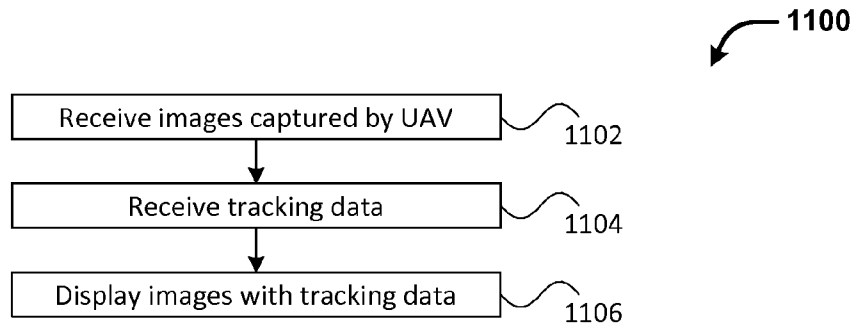 1100
Receive images captured by UAV
1102
Receive tracking data
1104
Display images with tracking data
1106